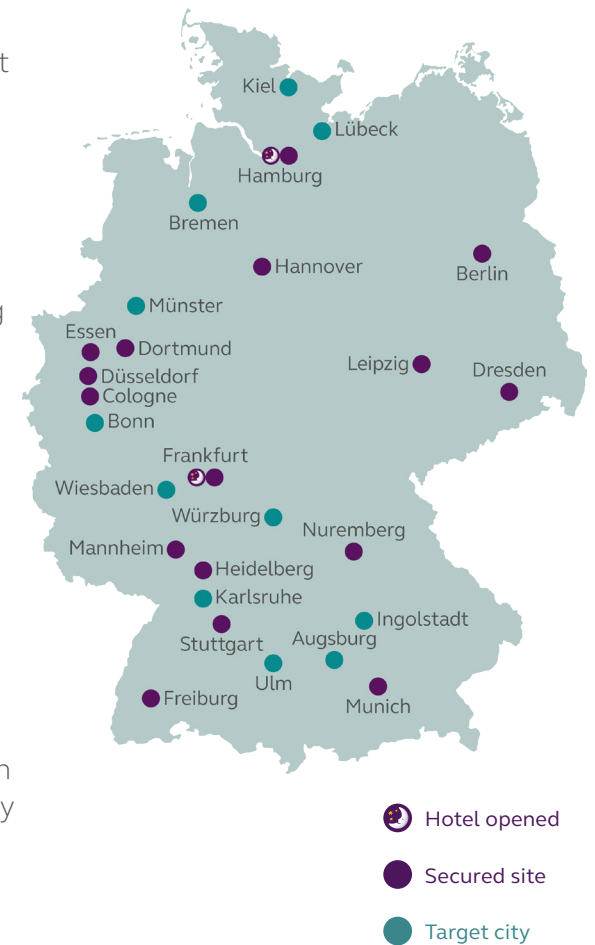 t
Kiel
Lübeck
Hamburg
Bremen
Hannover
Berlin
g
Münster
Essen
Dortmund
Leipzig
Dresden
Düsseldorf
Cologne
Bonn
Frankfurt
Wiesbaden
Würzburg
Nuremberg
Mannheim
Heidelberg
Karlsruhe
Ingolstadt
Stuttgart
Augsburg
Ulm
Munich
Freiburg
n
y
Hotel opened
Secured site
Target city